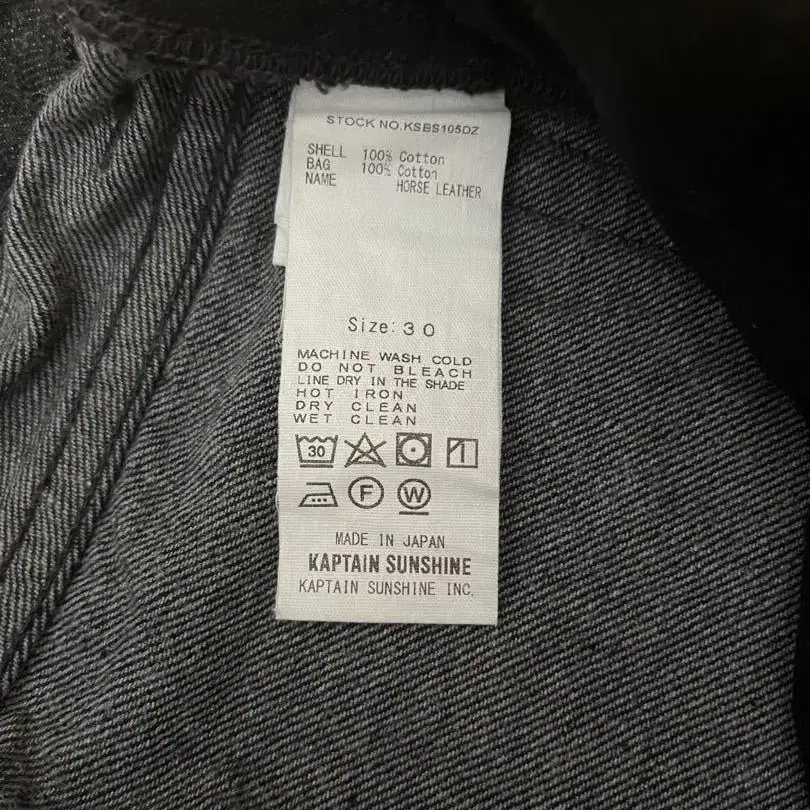 STOCK NO.KSBS105DZ
SHELL 100% Cotton
BAG 100% Cotton
NAME HORSE LEATHER
Size: 30
MACHINE WASH COLD
DO NOT BLEACH
LINE DRY IN THE SHADE
HOT IRON
DRY CLEAN
WET CLEAN
30
F W
MADE IN JAPAN
KAPTAIN SUNSHINE
KAPTAIN SUNSHINE INC.